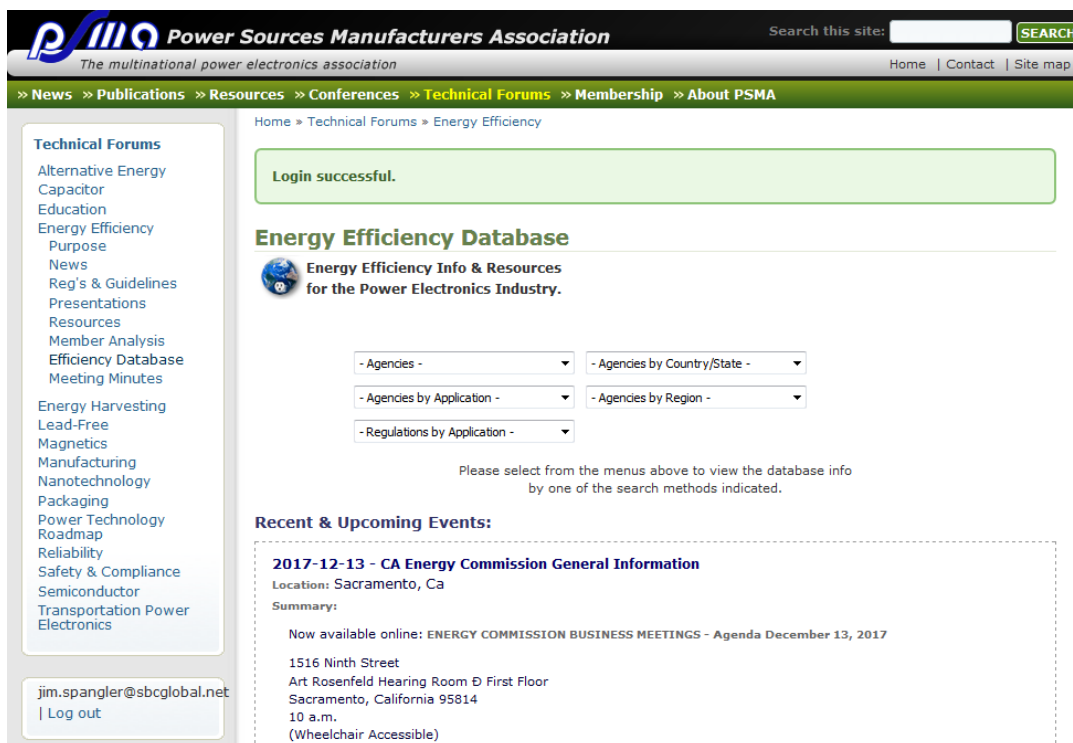 PSMA Power Sources Manufacturers Association
Search this site: SEARCH
The multinational power electronics association
Home | Contact | Site map
» News » Publications » Resources » Conferences » Technical Forums » Membership » About PSMA
Home » Technical Forums » Energy Efficiency
Technical Forums
Alternative Energy
Capacitor
Education
Energy Efficiency
Purpose
News
Reg's & Guidelines
Presentations
Resources
Member Analysis
Efficiency Database
Meeting Minutes
Energy Harvesting
Lead-Free
Magnetics
Manufacturing
Nanotechnology
Packaging
Power Technology
Roadmap
Reliability
Safety & Compliance
Semiconductor
Transportation Power
Electronics
jim.spangler@sbcglobal.net
| Log out
Login successful.
Energy Efficiency Database
Energy Efficiency Info & Resources
for the Power Electronics Industry.
- Agencies - - Agencies by Country/State -
- Agencies by Application - - Agencies by Region -
- Regulations by Application -
Please select from the menus above to view the database info
by one of the search methods indicated.
Recent & Upcoming Events:
2017-12-13 - CA Energy Commission General Information
Location: Sacramento, Ca
Summary:
Now available online: ENERGY COMMISSION BUSINESS MEETINGS - Agenda December 13, 2017
1516 Ninth Street
Art Rosenfeld Hearing Room Ð First Floor
Sacramento, California 95814
10 a.m.
(Wheelchair Accessible)